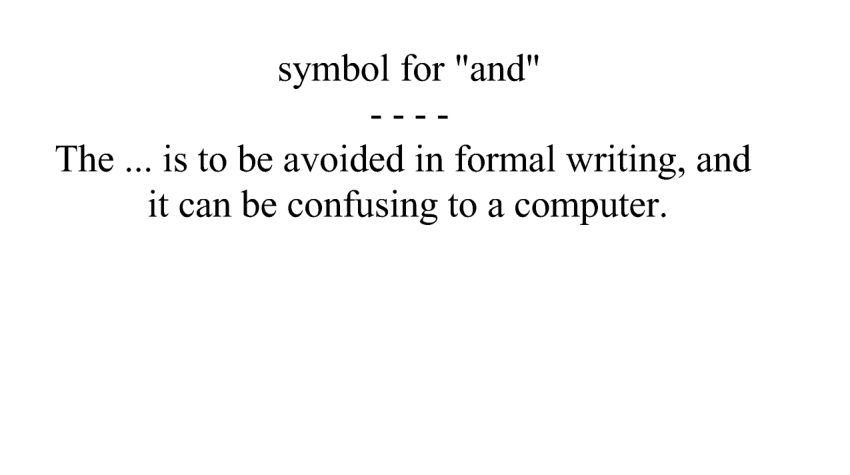 symbol for "and"
- - - -
The ... is to be avoided in formal writing, and
it can be confusing to a computer.